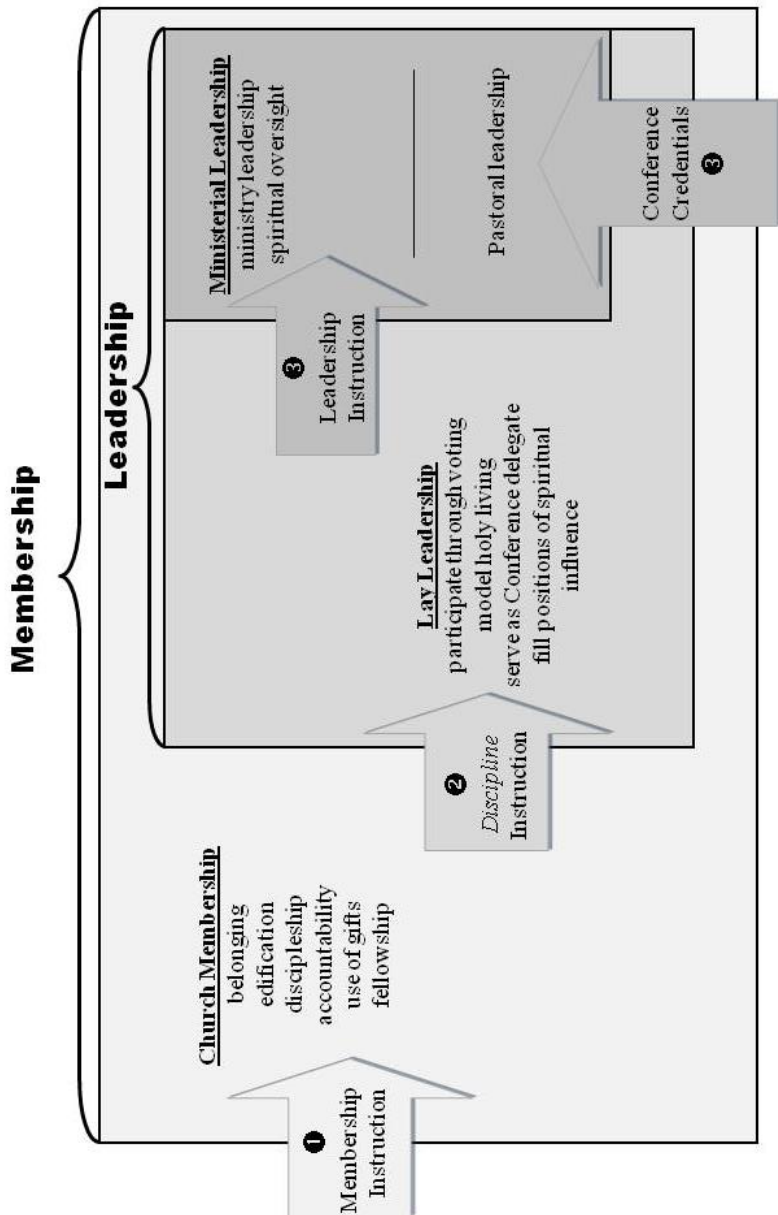 Membership
Leadership
❶
Membership
Instruction
Church Membership
belonging
edification
discipleship
accountability
use of gifts
fellowship
❷
Discipline
Instruction
Lay Leadership
participate through voting
model holy living
serve as Conference delegate
fill positions of spiritual
influence
❸
Leadership
Instruction
Ministerial Leadership
ministry leadership
spiritual oversight
Pastoral leadership
Conference
Credentials
❸